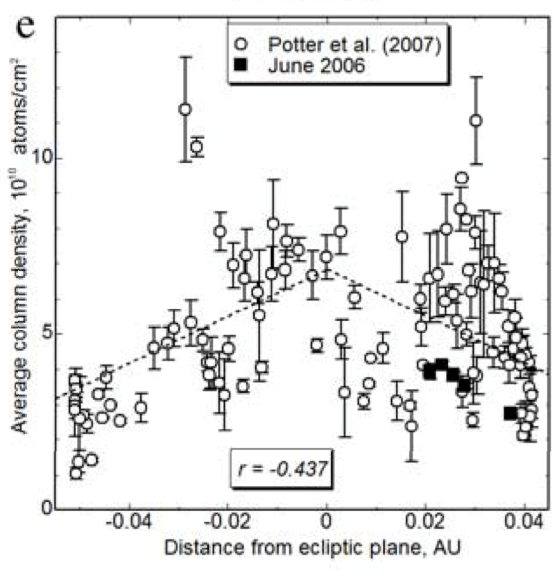 e
Potter et al. (2007)
June 2006
Average column density, 10¹⁰ atoms/cm²
10
5
0
r = -0.437
-0.04 -0.02 0 0.02 0.04
Distance from ecliptic plane, AU